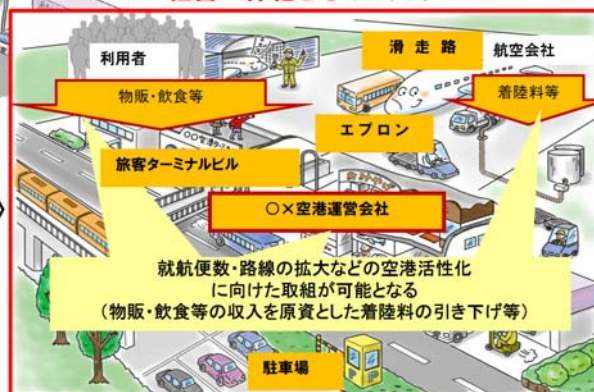 利用者
滑走路
航空会社
物販・飲食等
着陸料等
エプロン
旅客ターミナルビル
○×空港運営会社
就航便数・路線の拡大などの空港活性化
に向けた取組が可能となる
（物販・飲食等の収入を原資とした着陸料の引き下げ等）
駐車場
P